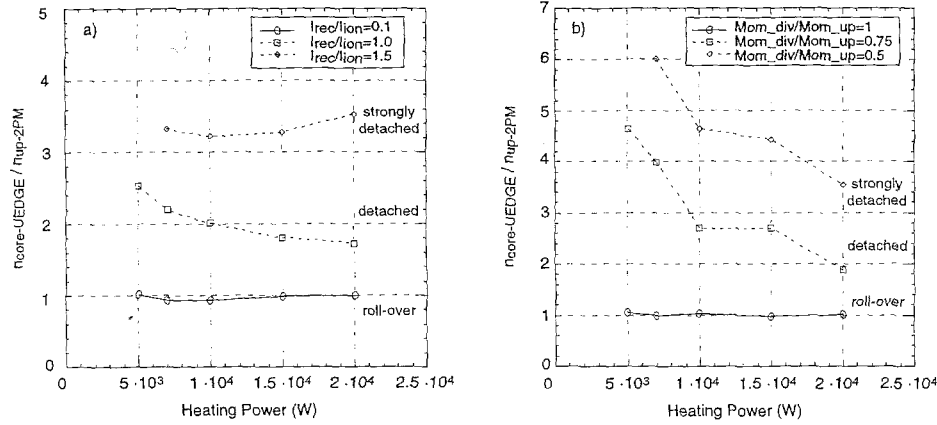 a)
Irec/Iion=0.1
Irec/Iion=1.0
Irec/Iion=1.5
5
4
3
2
1
0
ncore-UEDGE / nup-2PM
strongly
detached
detached
roll-over
0
5·10³
1·10⁴
1.5·10⁴
2·10⁴
2.5·10⁴
Heating Power (W)
b)
Mom_div/Mom_up=1
Mom_div/Mom_up=0.75
Mom_div/Mom_up=0.5
7
6
5
4
3
2
1
0
ncore-UEDGE / nup-2PM
strongly
detached
detached
roll-over
0
5·10³
1·10⁴
1.5·10⁴
2·10⁴
2.5·10⁴
Heating Power (W)